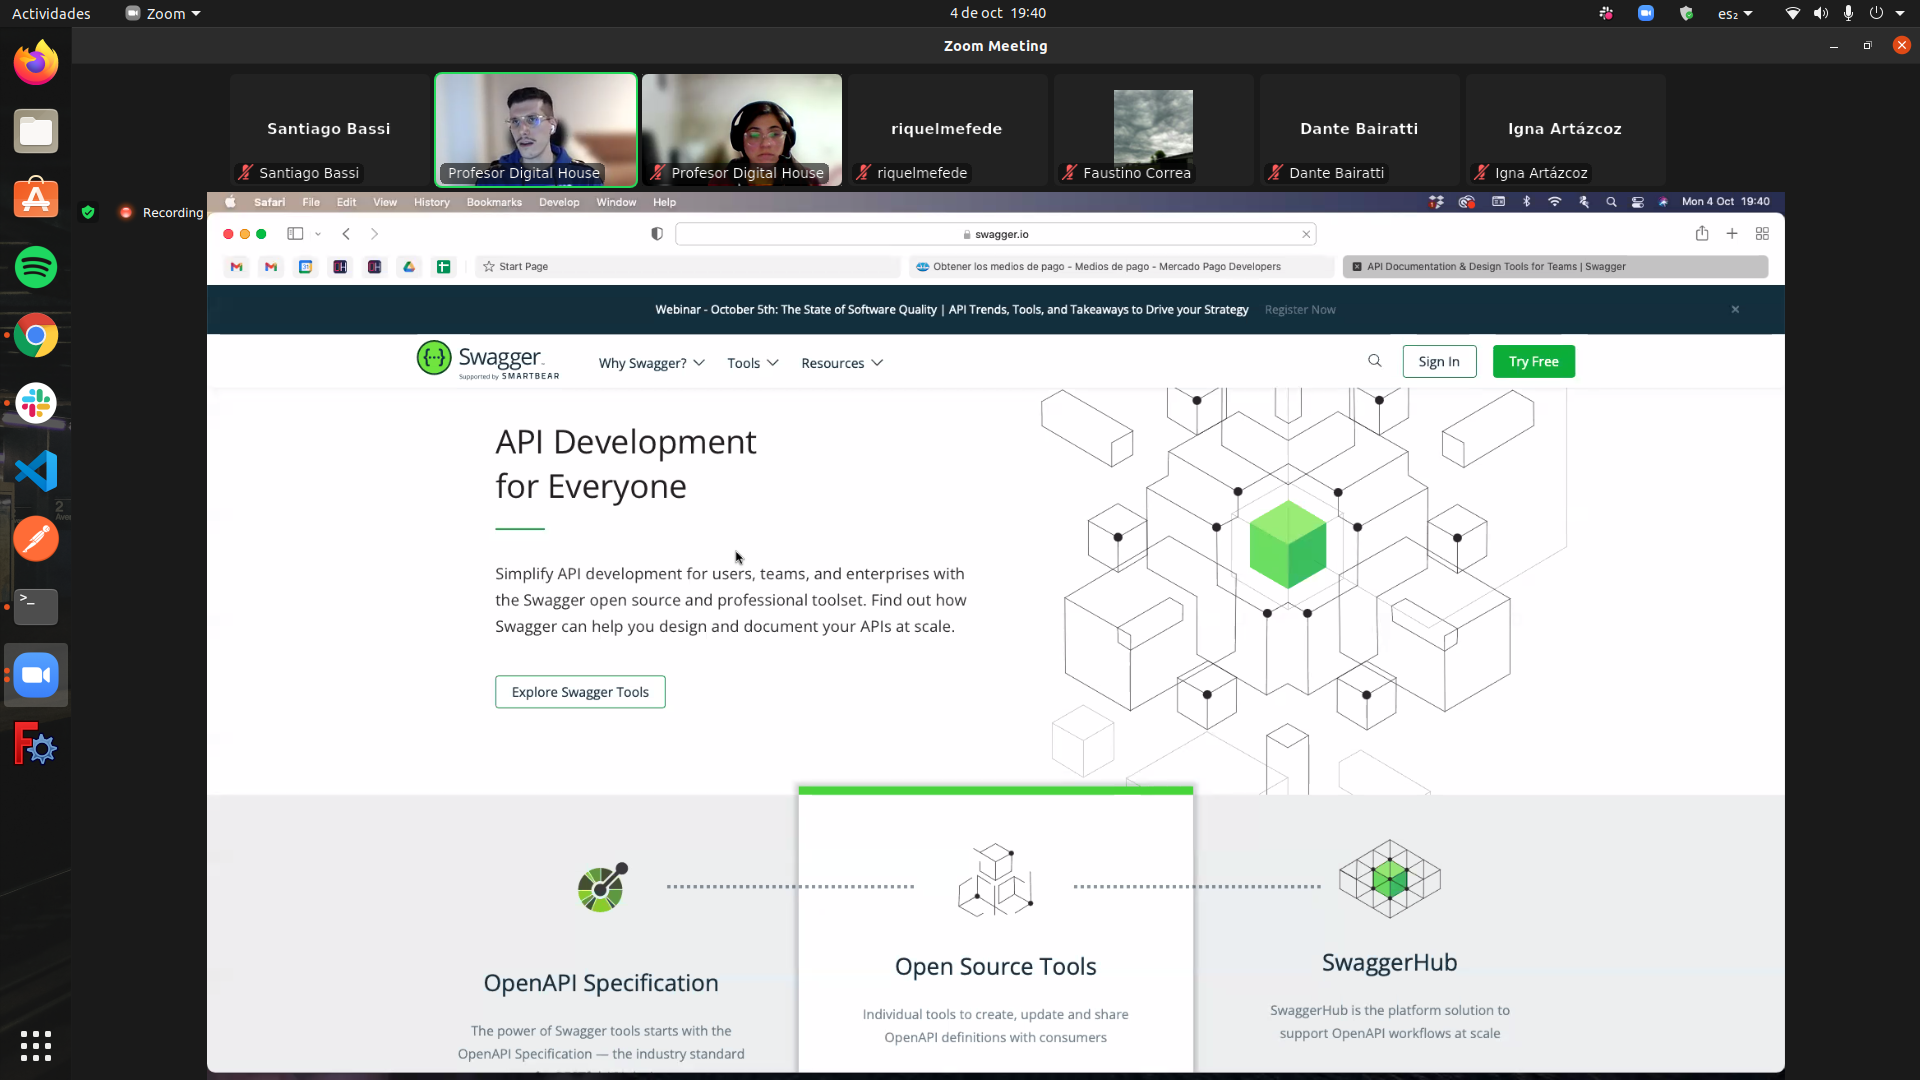 Actividades
Zoom
4 de oct 19:40
es₂
Zoom Meeting
Santiago Bassi
Santiago Bassi
Profesor Digital House
Profesor Digital House
riquelmefede
riquelmefede
Faustino Correa
Dante Bairatti
Dante Bairatti
Igna Artázcoz
Igna Artázcoz
Recording
Safari File Edit View History Bookmarks Develop Window Help
Mon 4 Oct 19:40
swagger.io
Start Page
Obtener los medios de pago - Medios de pago - Mercado Pago Developers
API Documentation & Design Tools for Teams | Swagger
Webinar - October 5th: The State of Software Quality | API Trends, Tools, and Takeaways to Drive your Strategy Register Now
Swagger
Supported by SMARTBEAR
Why Swagger? Tools Resources
Sign In
Try Free
API Development
for Everyone
Simplify API development for users, teams, and enterprises with
the Swagger open source and professional toolset. Find out how
Swagger can help you design and document your APIs at scale.
Explore Swagger Tools
OpenAPI Specification
The power of Swagger tools starts with the
OpenAPI Specification — the industry standard
Open Source Tools
Individual tools to create, update and share
OpenAPI definitions with consumers
SwaggerHub
SwaggerHub is the platform solution to
support OpenAPI workflows at scale